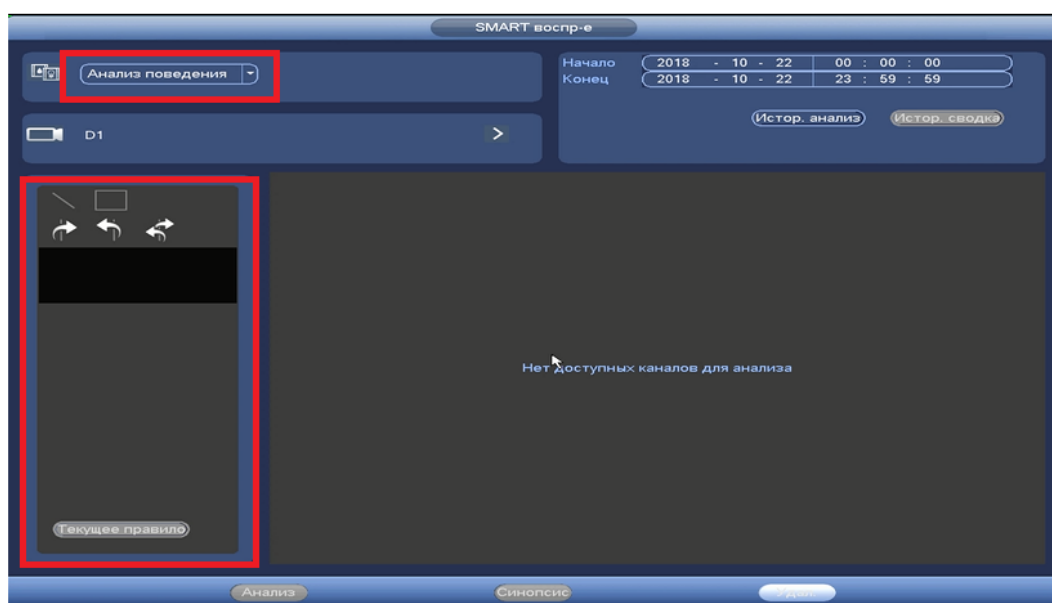 SMART воспр-е
Анализ поведения
Начало 2018 - 10 - 22 00 : 00 : 00
Конец 2018 - 10 - 22 23 : 59 : 59
Истор. анализ Истор. сводка
D1
Нет доступных каналов для анализа
Текущее правило
Анализ Синопсис